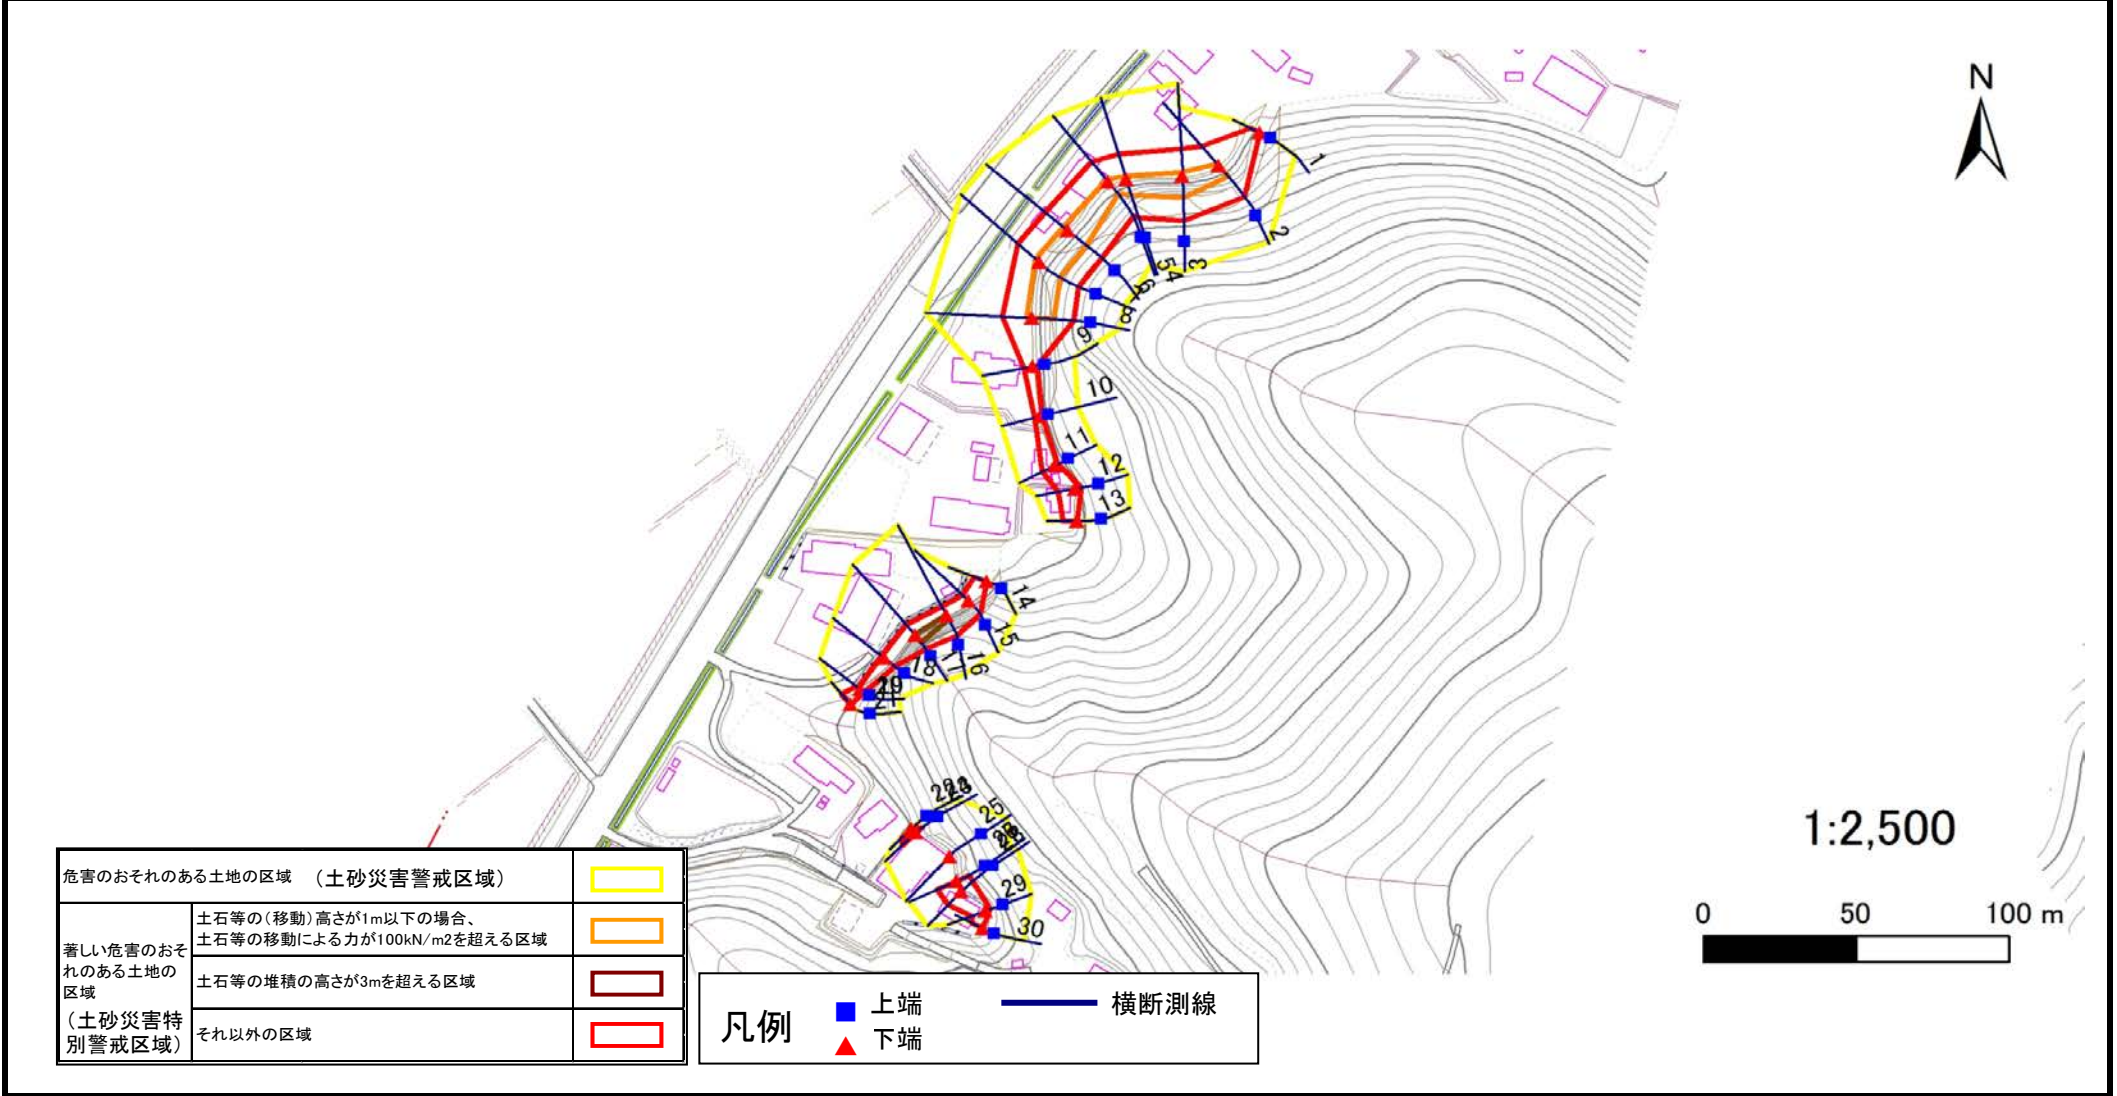 N
1
2
3
54
6
8
9
10
11
12
13
14
15
16
17
18
21
25
29
30
1:2,500
0 50 100 m
危害のおそれのある土地の区域 （土砂災害警戒区域）
著しい危害のおそ
れのある土地の
区域
（土砂災害特
別警戒区域）
土石等の（移動）高さが1m以下の場合、
土石等の移動による力が100kN/m2を超える区域
土石等の堆積の高さが3mを超える区域
それ以外の区域
凡例
上端
下端
横断測線